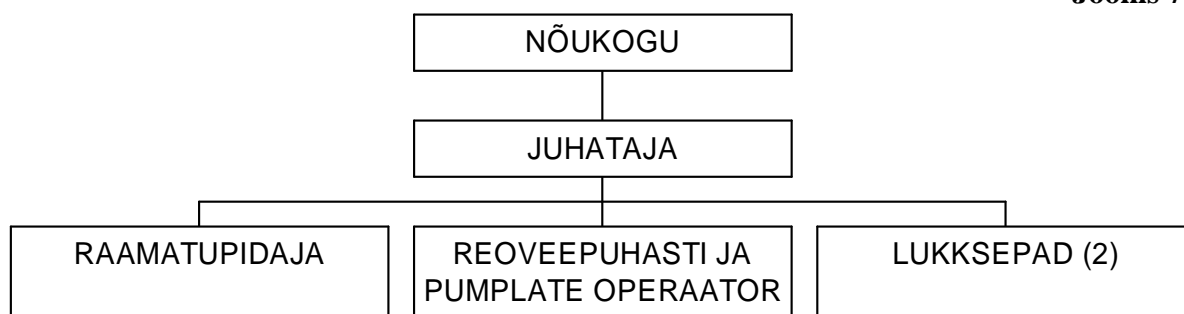 Joonis 7
NÕUKOGU
JUHATAJA
RAAMATUPIDAJA
REOVEEPUHASTI JA
PUMPLATE OPERAATOR
LUKKSEPAD (2)